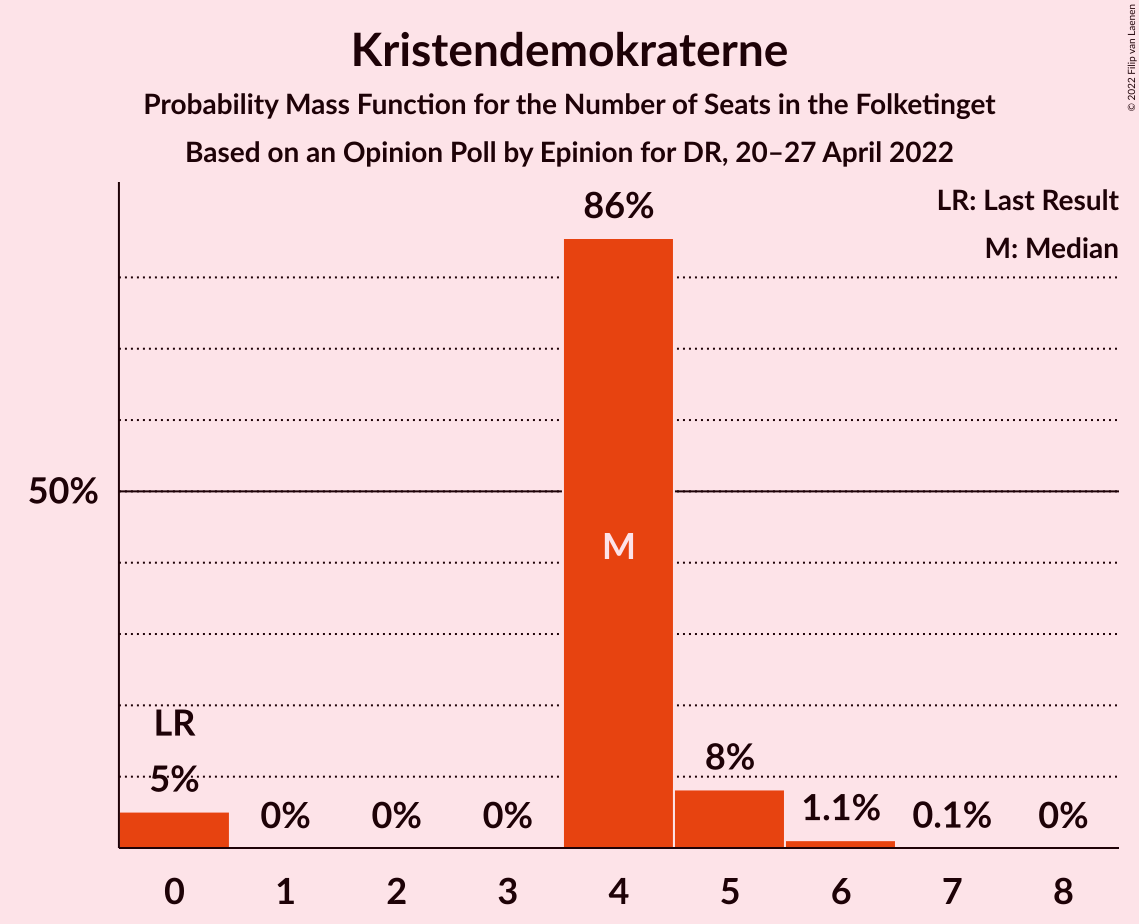 Kristendemokraterne
Probability Mass Function for the Number of Seats in the Folketinget
Based on an Opinion Poll by Epinion for DR, 20–27 April 2022
© 2022 Filip van Laenen
LR: Last Result
M: Median
86%
50%
M
LR
5%
0%
0%
0%
8%
1.1%
0.1%
0%
0 1 2 3 4 5 6 7 8